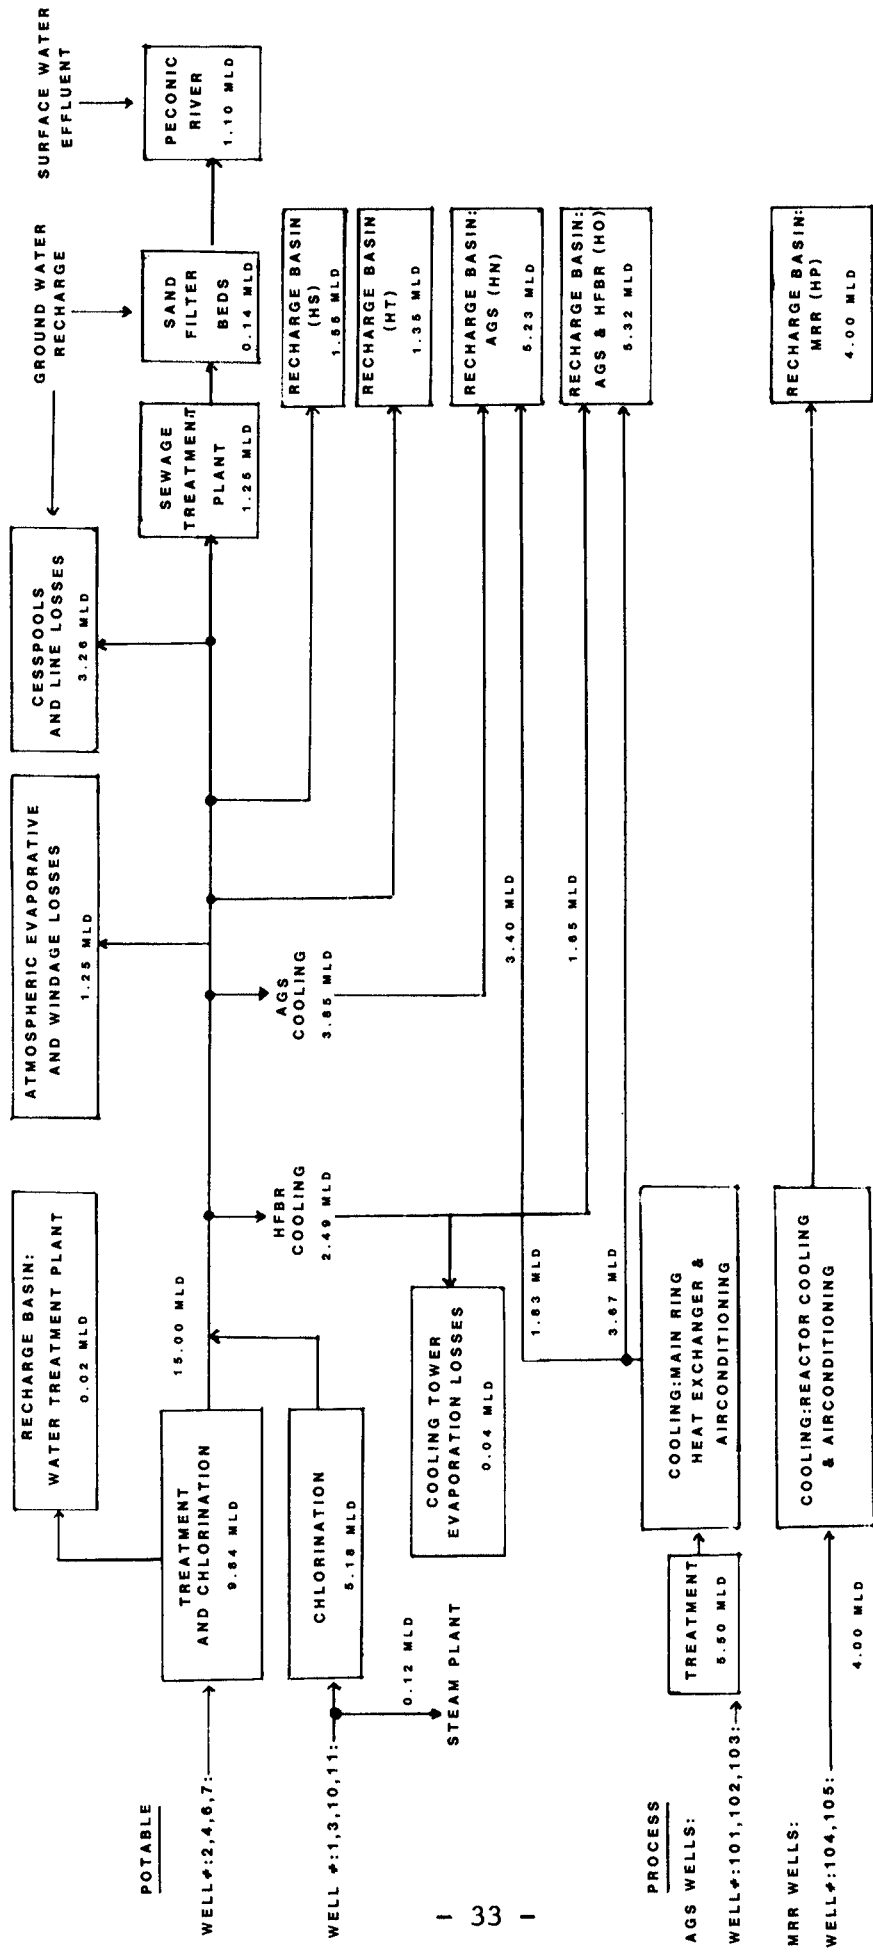 POTABLE
WELL#:2,4,6,7:
WELL #:1,3,10,11:
0.12 MLD
STEAM PLANT
PROCESS
AGS WELLS:
WELL#:101,102,103:
MRR WELLS:
WELL#:104,105:
4.00 MLD
RECHARGE BASIN:
WATER TREATMENT PLANT
0.02 MLD
TREATMENT
AND CHLORINATION
9.84 MLD
15.00 MLD
CHLORINATION
5.18 MLD
HFBR
COOLING
2.49 MLD
COOLING TOWER
EVAPORATION LOSSES
0.04 MLD
TREATMENT
5.50 MLD
COOLING:MAIN RING
HEAT EXCHANGER &
AIRCONDITIONING
1.83 MLD
3.67 MLD
COOLING:REACTOR COOLING
& AIRCONDITIONING
ATMOSPHERIC EVAPORATIVE
AND WINDAGE LOSSES
1.25 MLD
AGS
COOLING
3.85 MLD
3.40 MLD
1.65 MLD
CESSPOOLS
AND LINE LOSSES
3.26 MLD
GROUND WATER
RECHARGE
SURFACE WATER
EFFLUENT
SEWAGE
TREATMENT
PLANT
1.25 MLD
SAND
FILTER
BEDS
0.14 MLD
PECONIC
RIVER
1.10 MLD
RECHARGE BASIN
(HS)
1.55 MLD
RECHARGE BASIN
(HT)
1.35 MLD
RECHARGE BASIN:
AGS (HN)
5.23 MLD
RECHARGE BASIN:
AGS & HFBR (HO)
5.32 MLD
RECHARGE BASIN:
MRR (HP)
4.00 MLD
- 33 -